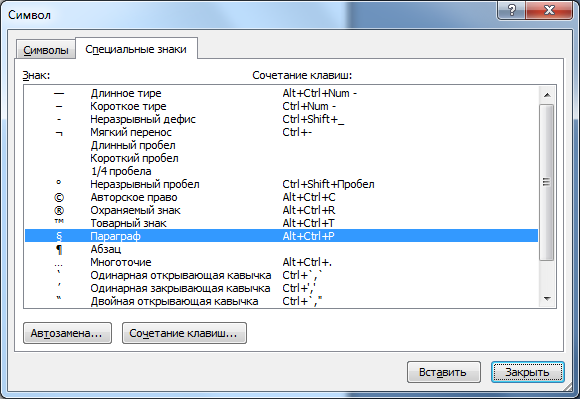 Символ
Символы Специальные знаки
Знак: Сочетание клавиш:
— Длинное тире Alt+Ctrl+Num -
– Короткое тире Ctrl+Num -
- Неразрывный дефис Ctrl+Shift+_
¬ Мягкий перенос Ctrl+-
Длинный пробел
Короткий пробел
1/4 пробела
° Неразрывный пробел Ctrl+Shift+Пробел
© Авторское право Alt+Ctrl+C
® Охраняемый знак Alt+Ctrl+R
™ Товарный знак Alt+Ctrl+T
§ Параграф Alt+Ctrl+P
¶ Абзац
… Многоточие Alt+Ctrl+.
‘ Одинарная открывающая кавычка Ctrl+`,`
’ Одинарная закрывающая кавычка Ctrl+','
“ Двойная открывающая кавычка Ctrl+`,"
Автозамена... Сочетание клавиш...
Вставить Закрыть